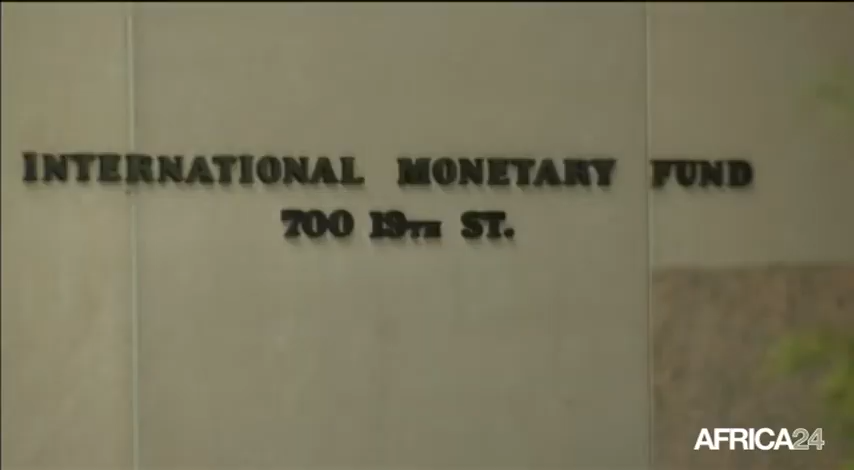 INTERNATIONAL MONETARY FUND
700 19TH ST.
AFRICA24